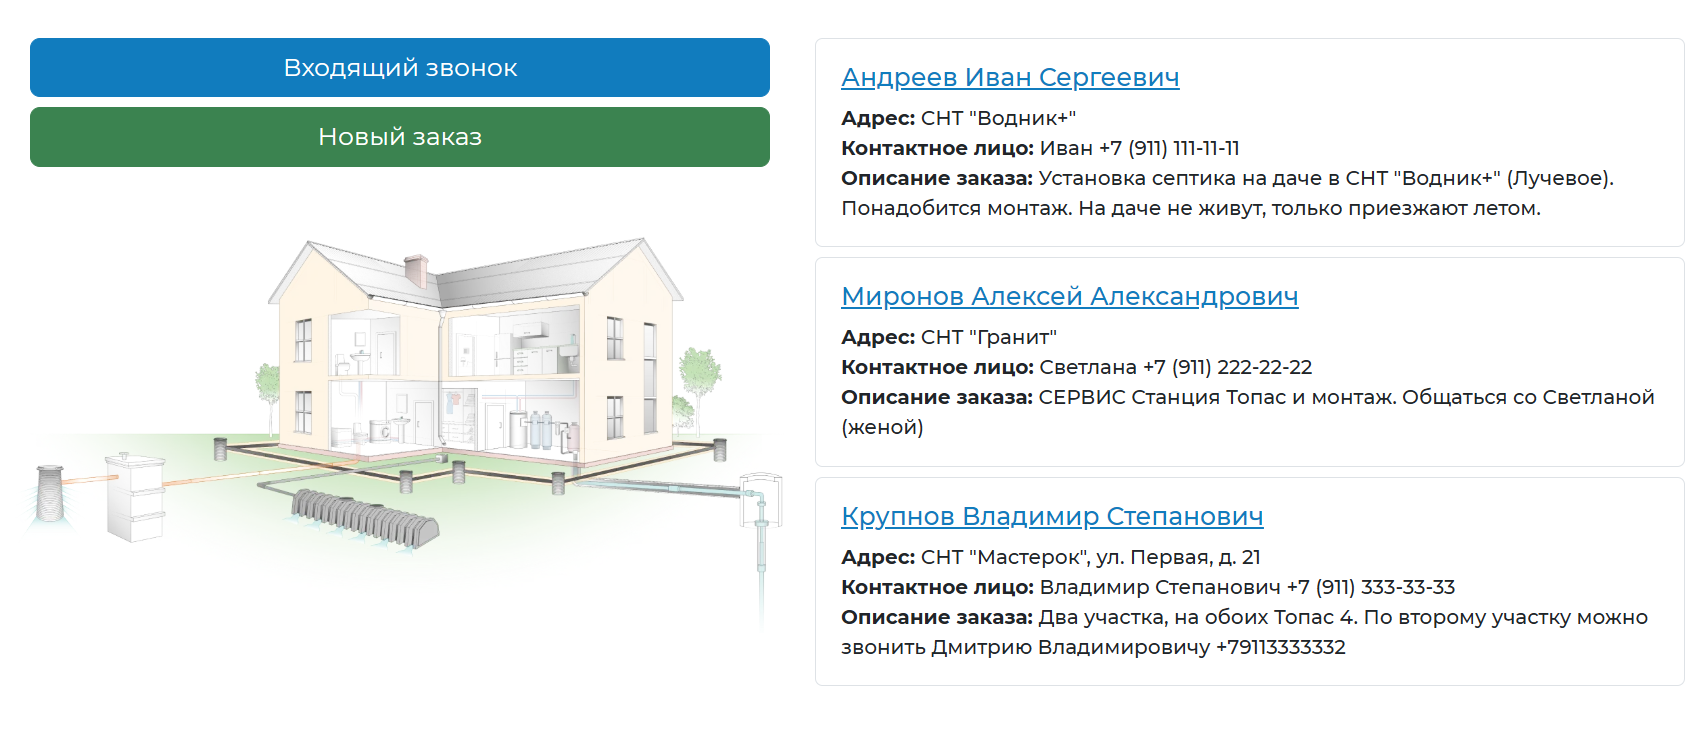 Входящий звонок
Новый заказ
Андреев Иван Сергеевич
Адрес: СНТ "Водник+"
Контактное лицо: Иван +7 (911) 111-11-11
Описание заказа: Установка септика на даче в СНТ "Водник+" (Лучевое).
Понадобится монтаж. На даче не живут, только приезжают летом.
Миронов Алексей Александрович
Адрес: СНТ "Гранит"
Контактное лицо: Светлана +7 (911) 222-22-22
Описание заказа: СЕРВИС Станция Топас и монтаж. Общаться со Светланой
(женой)
Крупнов Владимир Степанович
Адрес: СНТ "Мастерок", ул. Первая, д. 21
Контактное лицо: Владимир Степанович +7 (911) 333-33-33
Описание заказа: Два участка, на обоих Топас 4. По второму участку можно
звонить Дмитрию Владимировичу +79113333332